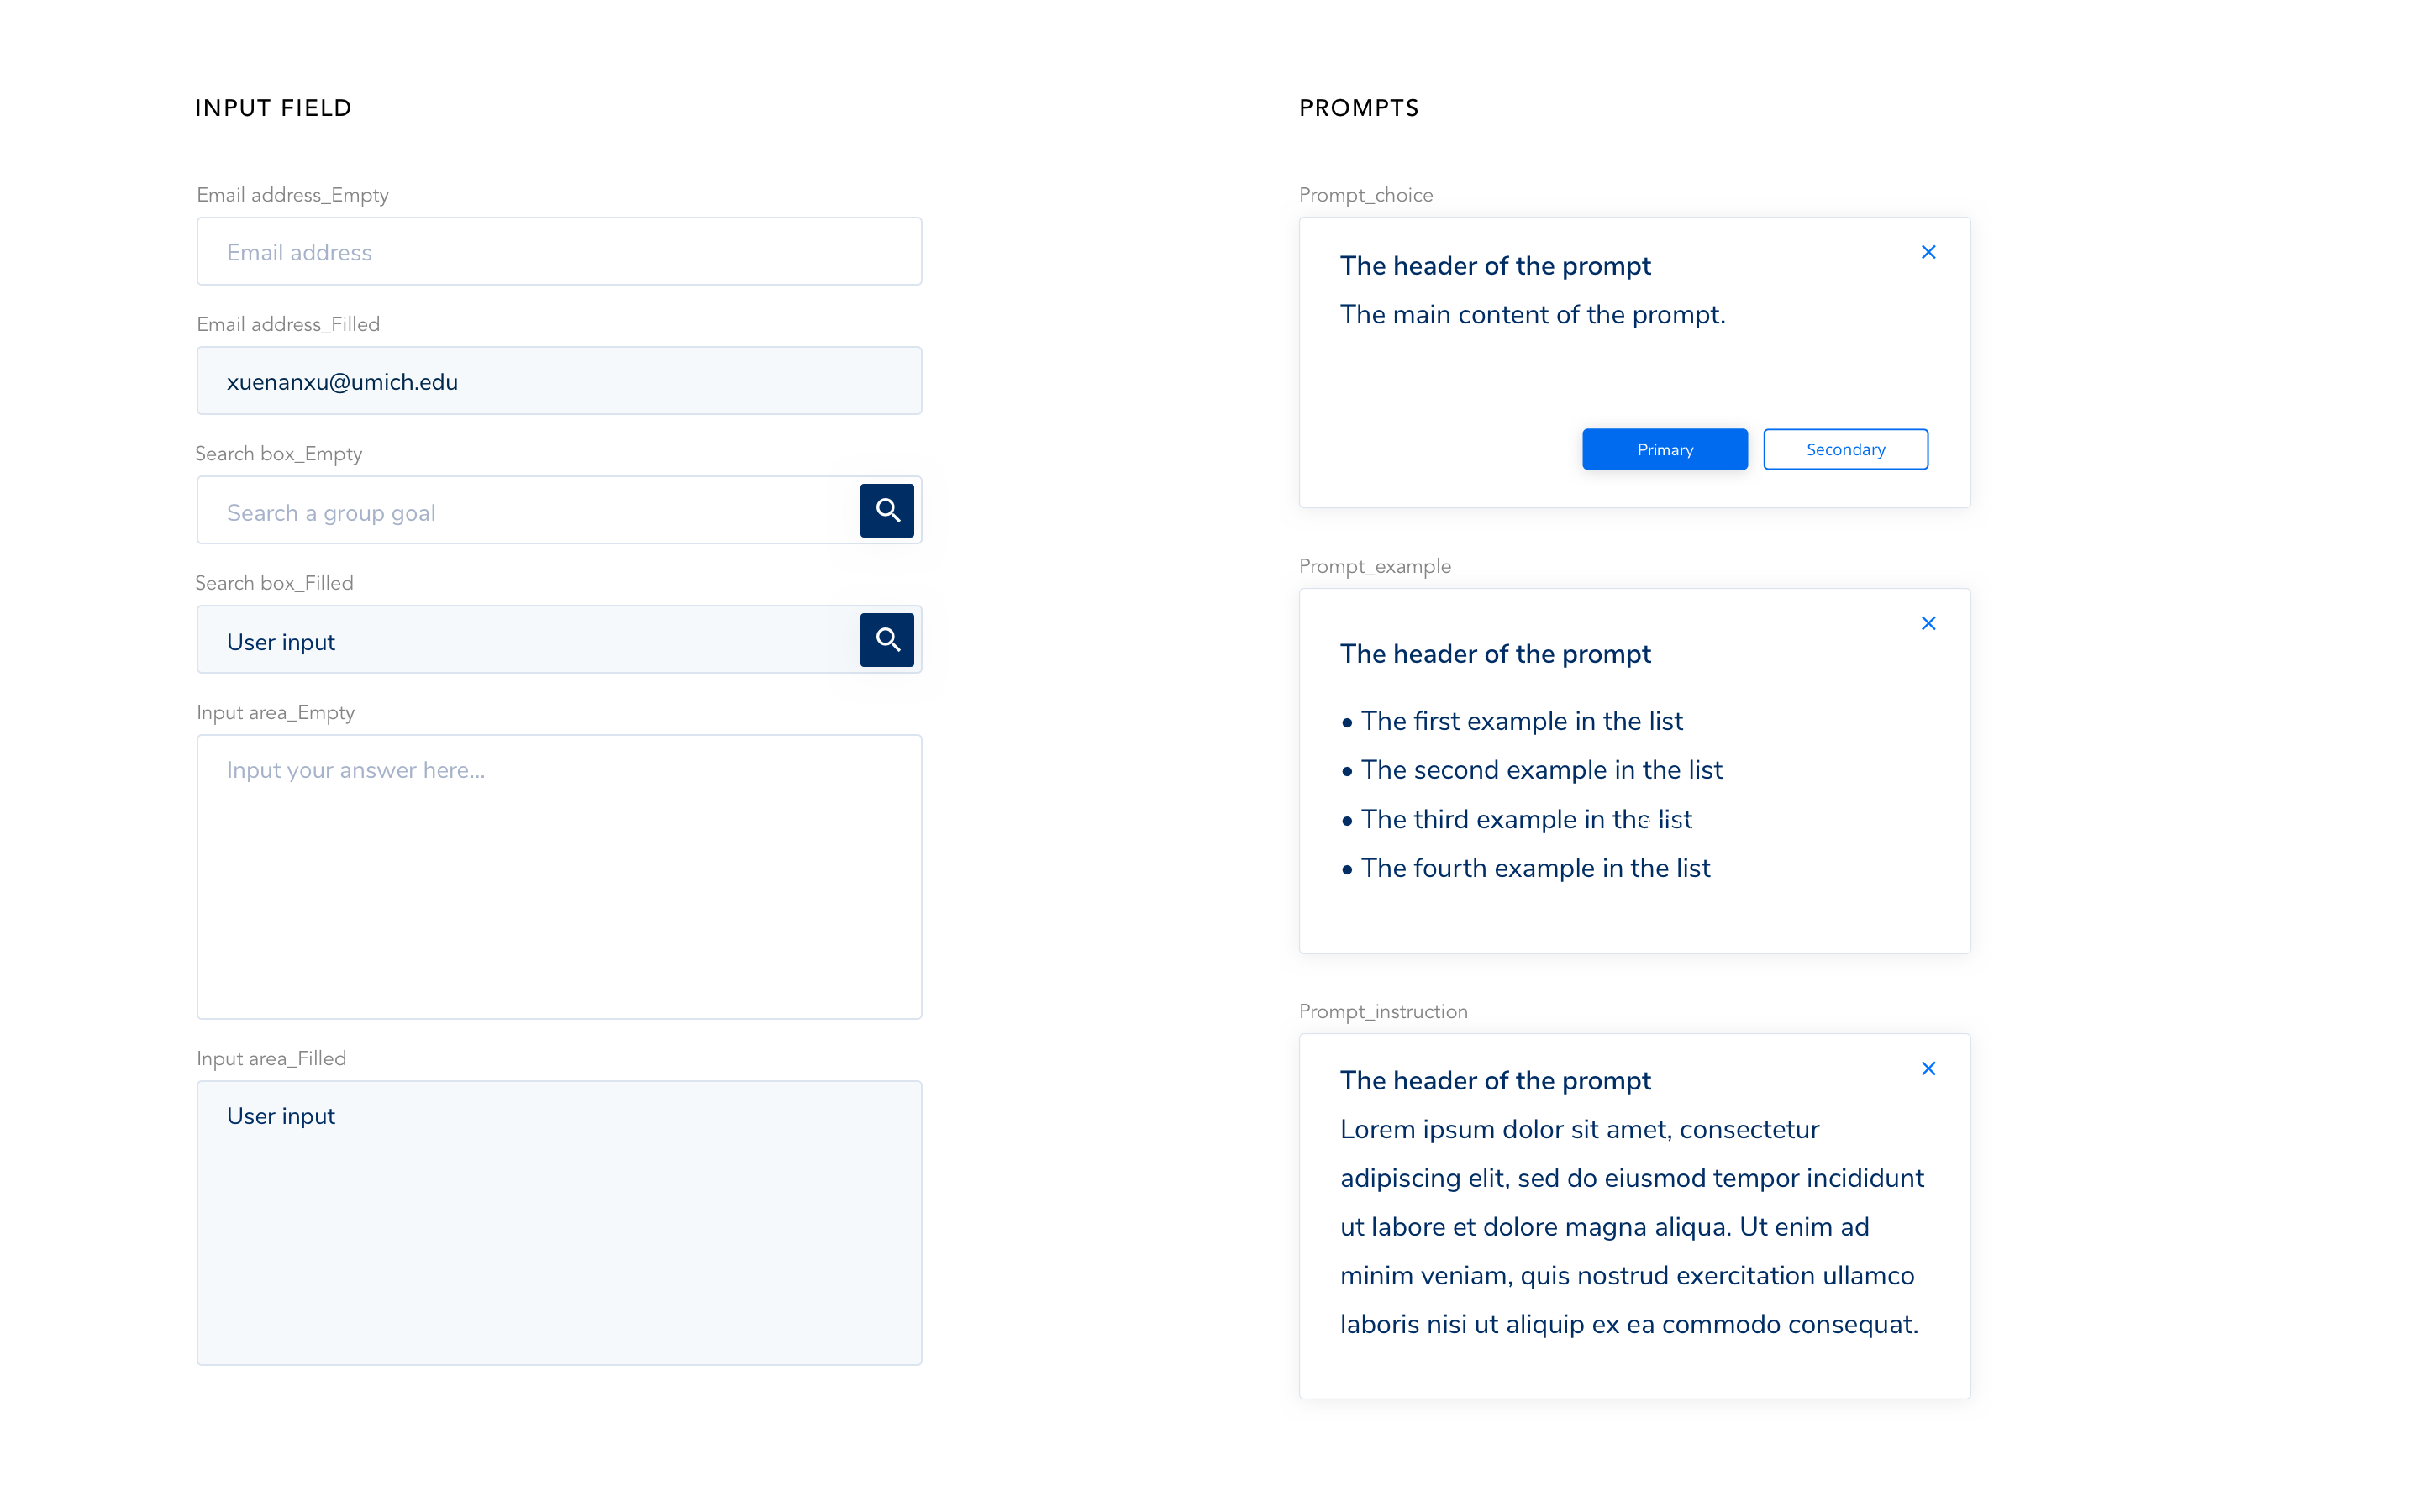 INPUT FIELD
Email address_Empty
Email address
Email address_Filled
xuenanxu@umich.edu
Search box_Empty
Search a group goal
Search box_Filled
User input
Input area_Empty
Input your answer here...
Input area_Filled
User input
PROMPTS
Prompt_choice
The header of the prompt
The main content of the prompt.
Primary
Secondary
Prompt_example
The header of the prompt
• The first example in the list
• The second example in the list
• The third example in the list
• The fourth example in the list
Prompt_instruction
The header of the prompt
Lorem ipsum dolor sit amet, consectetur
adipiscing elit, sed do eiusmod tempor incididunt
ut labore et dolore magna aliqua. Ut enim ad
minim veniam, quis nostrud exercitation ullamco
laboris nisi ut aliquip ex ea commodo consequat.